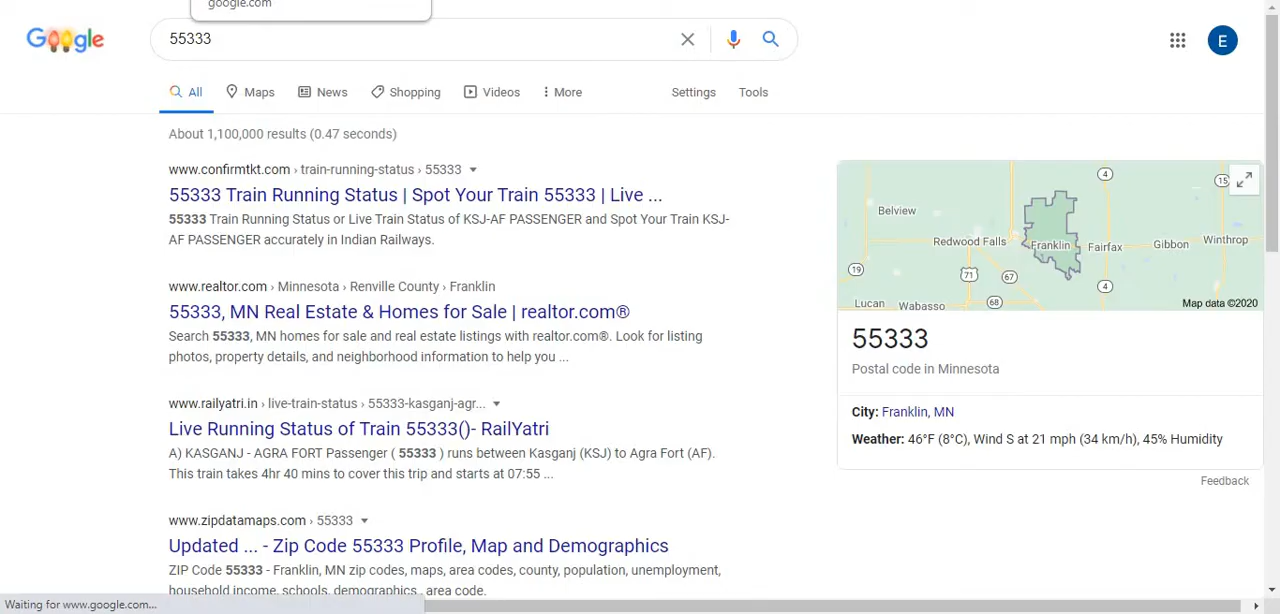 google.com
Google
55333
E
All
Maps
News
Shopping
Videos
More
Settings
Tools
About 1,100,000 results (0.47 seconds)
www.confirmtkt.com › train-running-status › 55333
55333 Train Running Status | Spot Your Train 55333 | Live ...
55333 Train Running Status or Live Train Status of KSJ-AF PASSENGER and Spot Your Train KSJ-
AF PASSENGER accurately in Indian Railways.
www.realtor.com › Minnesota › Renville County › Franklin
55333, MN Real Estate & Homes for Sale | realtor.com®
Search 55333, MN homes for sale and real estate listings with realtor.com®. Look for listing
photos, property details, and neighborhood information to help you ...
www.railyatri.in › live-train-status › 55333-kasganj-agr...
Live Running Status of Train 55333()- RailYatri
A) KASGANJ - AGRA FORT Passenger ( 55333 ) runs between Kasganj (KSJ) to Agra Fort (AF).
This train takes 4hr 40 mins to cover this trip and starts at 07:55 ...
www.zipdatamaps.com › 55333
Updated ... - Zip Code 55333 Profile, Map and Demographics
ZIP Code 55333 - Franklin, MN zip codes, maps, area codes, county, population, unemployment,
household income, schools, demographics, area code.
Waiting for www.google.com...
4
15
Belview
Redwood Falls
Franklin
Fairfax
Gibbon
Winthrop
19
71
67
4
Lucan
Wabasso
68
Map data ©2020
55333
Postal code in Minnesota
City: Franklin, MN
Weather: 46°F (8°C), Wind S at 21 mph (34 km/h), 45% Humidity
Feedback